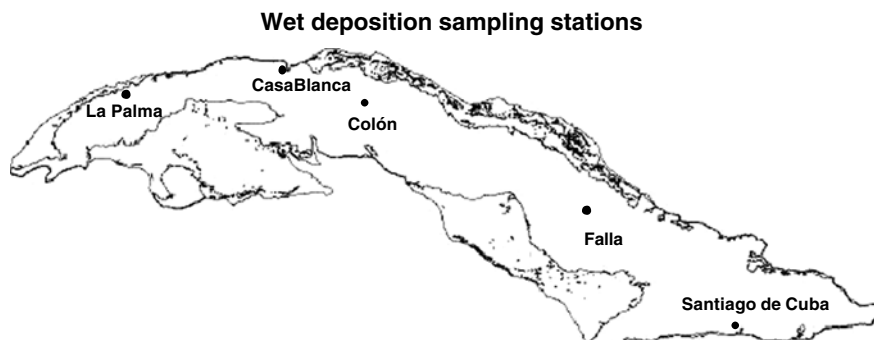 Wet deposition sampling stations
CasaBlanca
La Palma
Colón
Falla
Santiago de Cuba